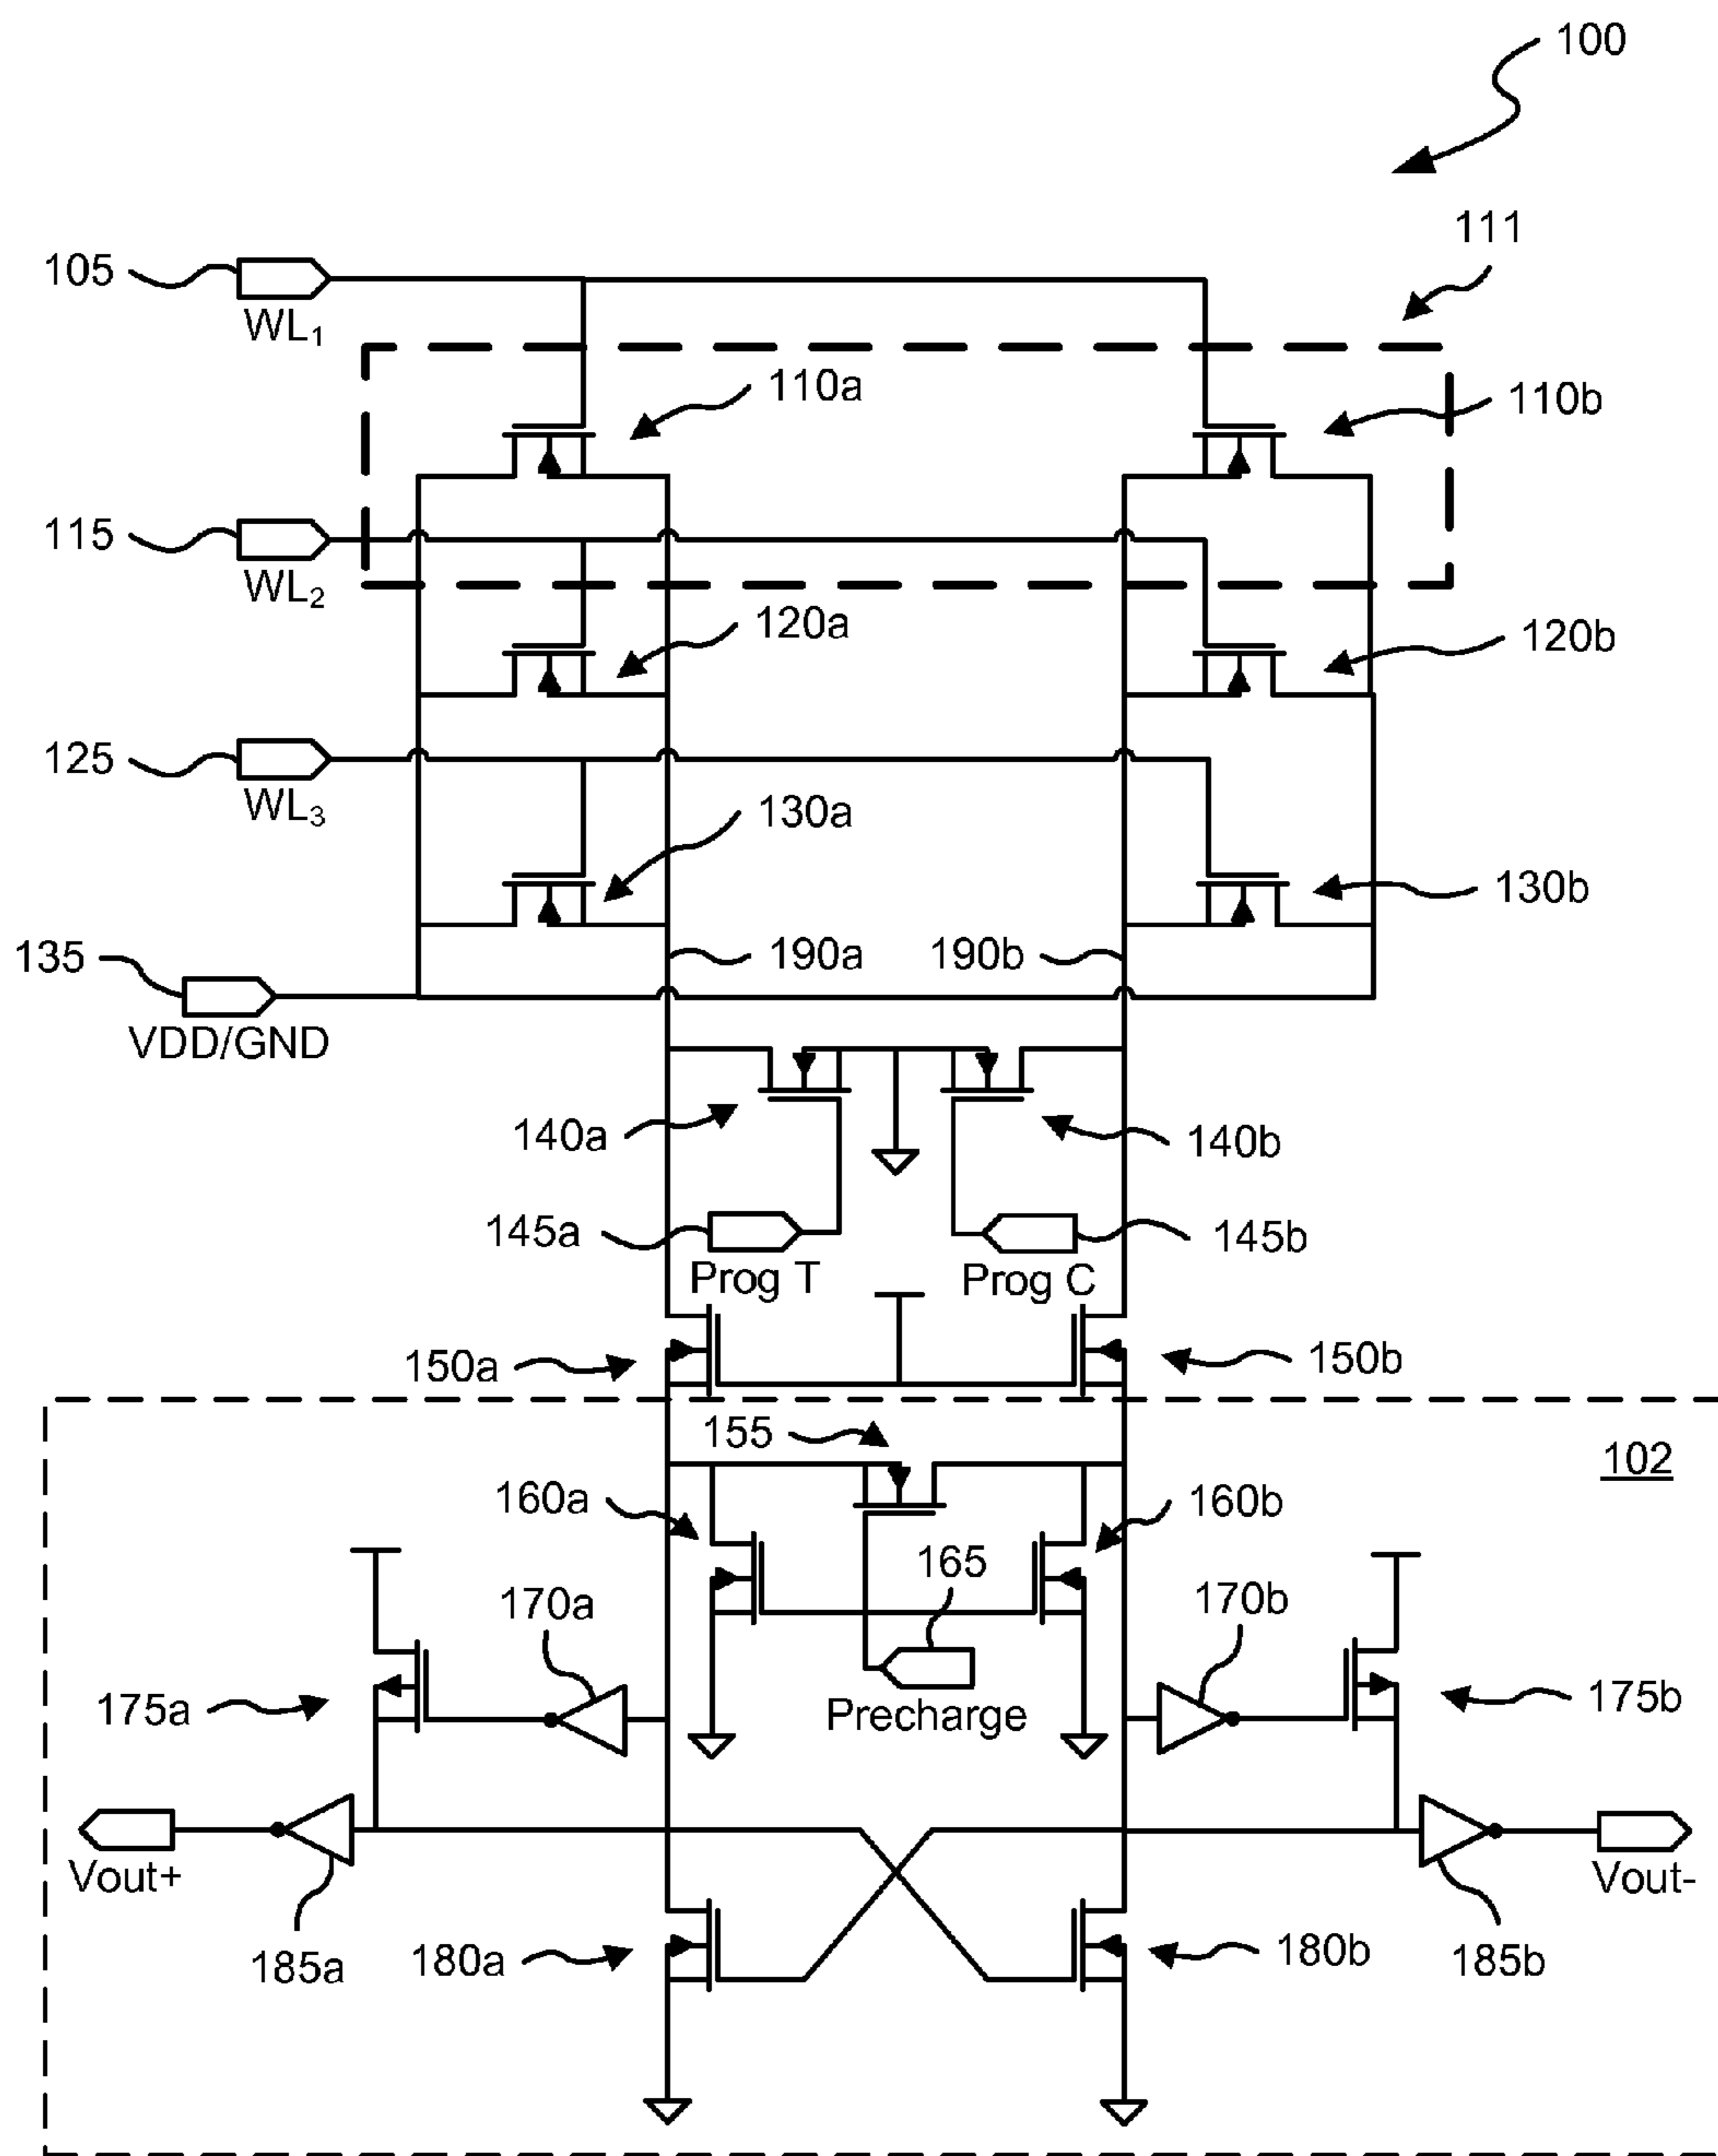 100
111
105
WL₁
110a
110b
115
WL₂
120a
120b
125
WL₃
130a
130b
135
190a
190b
VDD/GND
140a
140b
145a
145b
Prog T
Prog C
150a
150b
155
102
160a
160b
165
170a
170b
175a
175b
Precharge
Vout+
Vout-
185a
180a
180b
185b